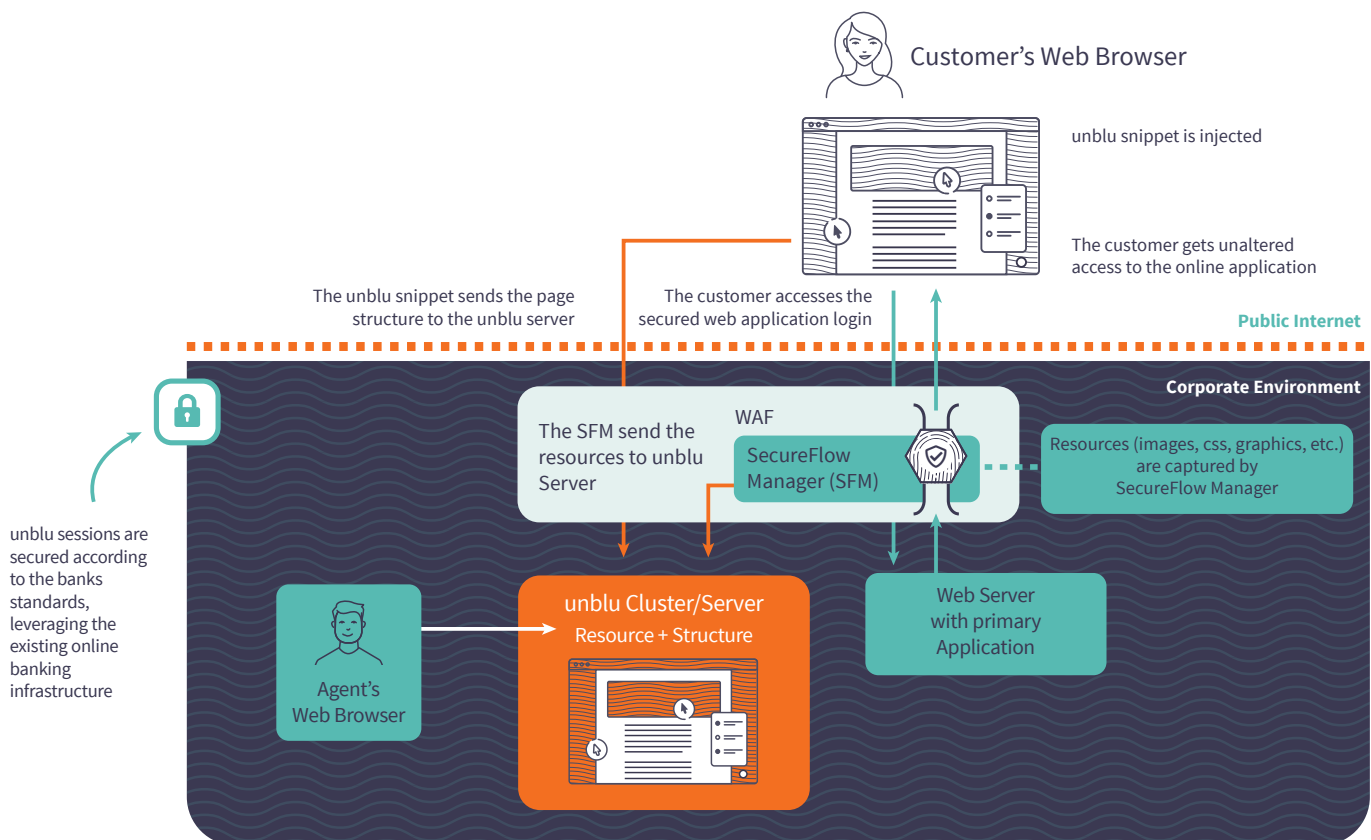 Customer's Web Browser
unblu snippet is injected
The customer gets unaltered
access to the online application
The unblu snippet sends the page
structure to the unblu server
The customer accesses the
secured web application login
Public Internet
Corporate Environment
The SFM send the
resources to unblu
Server
WAF
SecureFlow
Manager (SFM)
Resources (images, css, graphics, etc.)
are captured by
SecureFlow Manager
unblu sessions are
secured according
to the banks
standards,
leveraging the
existing online
banking
infrastructure
Agent's
Web Browser
unblu Cluster/Server
Resource + Structure
Web Server
with primary
Application